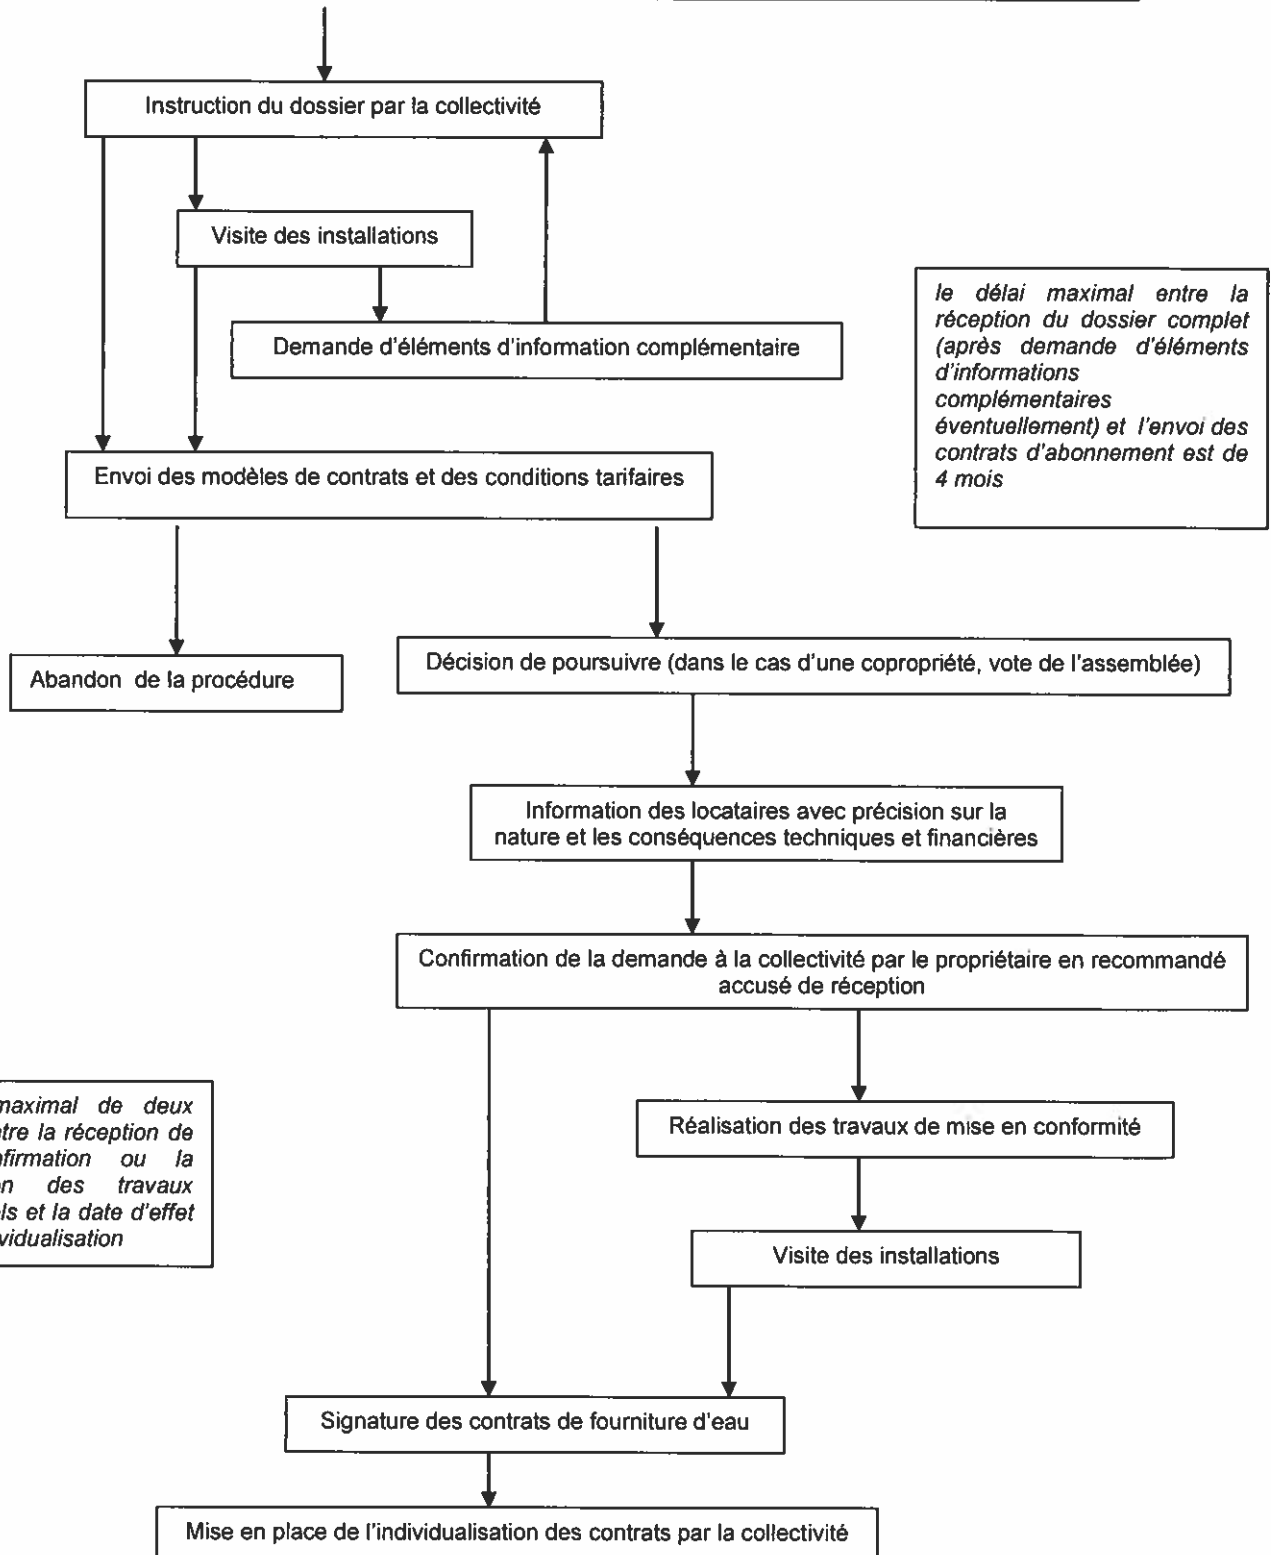 Instruction du dossier par la collectivité
Visite des installations
Demande d'éléments d'information complémentaire
le délai maximal entre la
réception du dossier complet
(après demande d'éléments
d'informations
complémentaires
éventuellement) et l'envoi des
contrats d'abonnement est de
4 mois
Envoi des modèles de contrats et des conditions tarifaires
Abandon de la procédure
Décision de poursuivre (dans le cas d'une copropriété, vote de l'assemblée)
Information des locataires avec précision sur la
nature et les conséquences techniques et financières
Confirmation de la demande à la collectivité par le propriétaire en recommandé
accusé de réception
maximal de deux
la réception de
ou la
des travaux
et la date d'effet
Réalisation des travaux de mise en conformité
Visite des installations
Signature des contrats de fourniture d'eau
Mise en place de l'individualisation des contrats par la collectivité